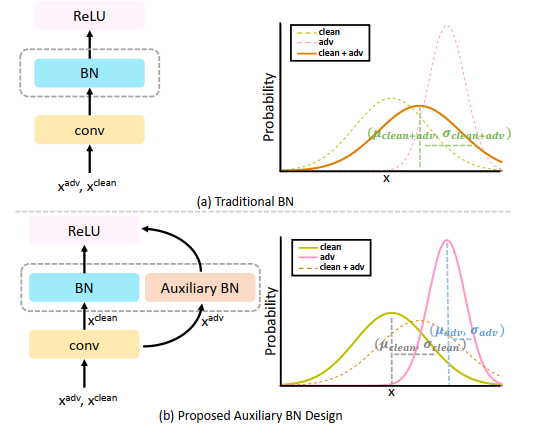 ReLU
BN
conv
x^adv, x^clean
Probability
clean
adv
clean + adv
(μ_clean+adv, σ_clean+adv)
x
(a) Traditional BN
ReLU
BN
Auxiliary BN
x^clean
x^adv
conv
x^adv, x^clean
Probability
clean
adv
clean + adv
(μ_adv, σ_adv)
(μ_clean, σ_clean)
x
(b) Proposed Auxiliary BN Design